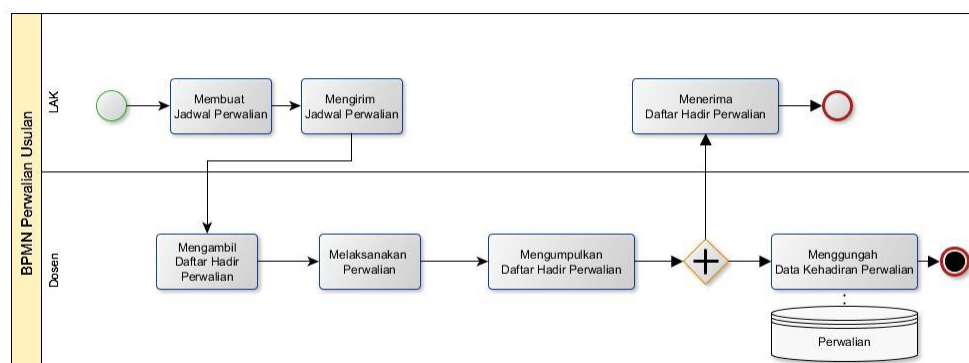 BPMN Perwalian Usulan
LAK
Membuat
Jadwal Perwalian
Mengirim
Jadwal Perwalian
Menerima
Daftar Hadir Perwalian
Dosen
Mengambil
Daftar Hadir
Perwalian
Melaksanakan
Perwalian
Mengumpulkan
Daftar Hadir Perwalian
Menggungah
Data Kehadiran Perwalian
Perwalian